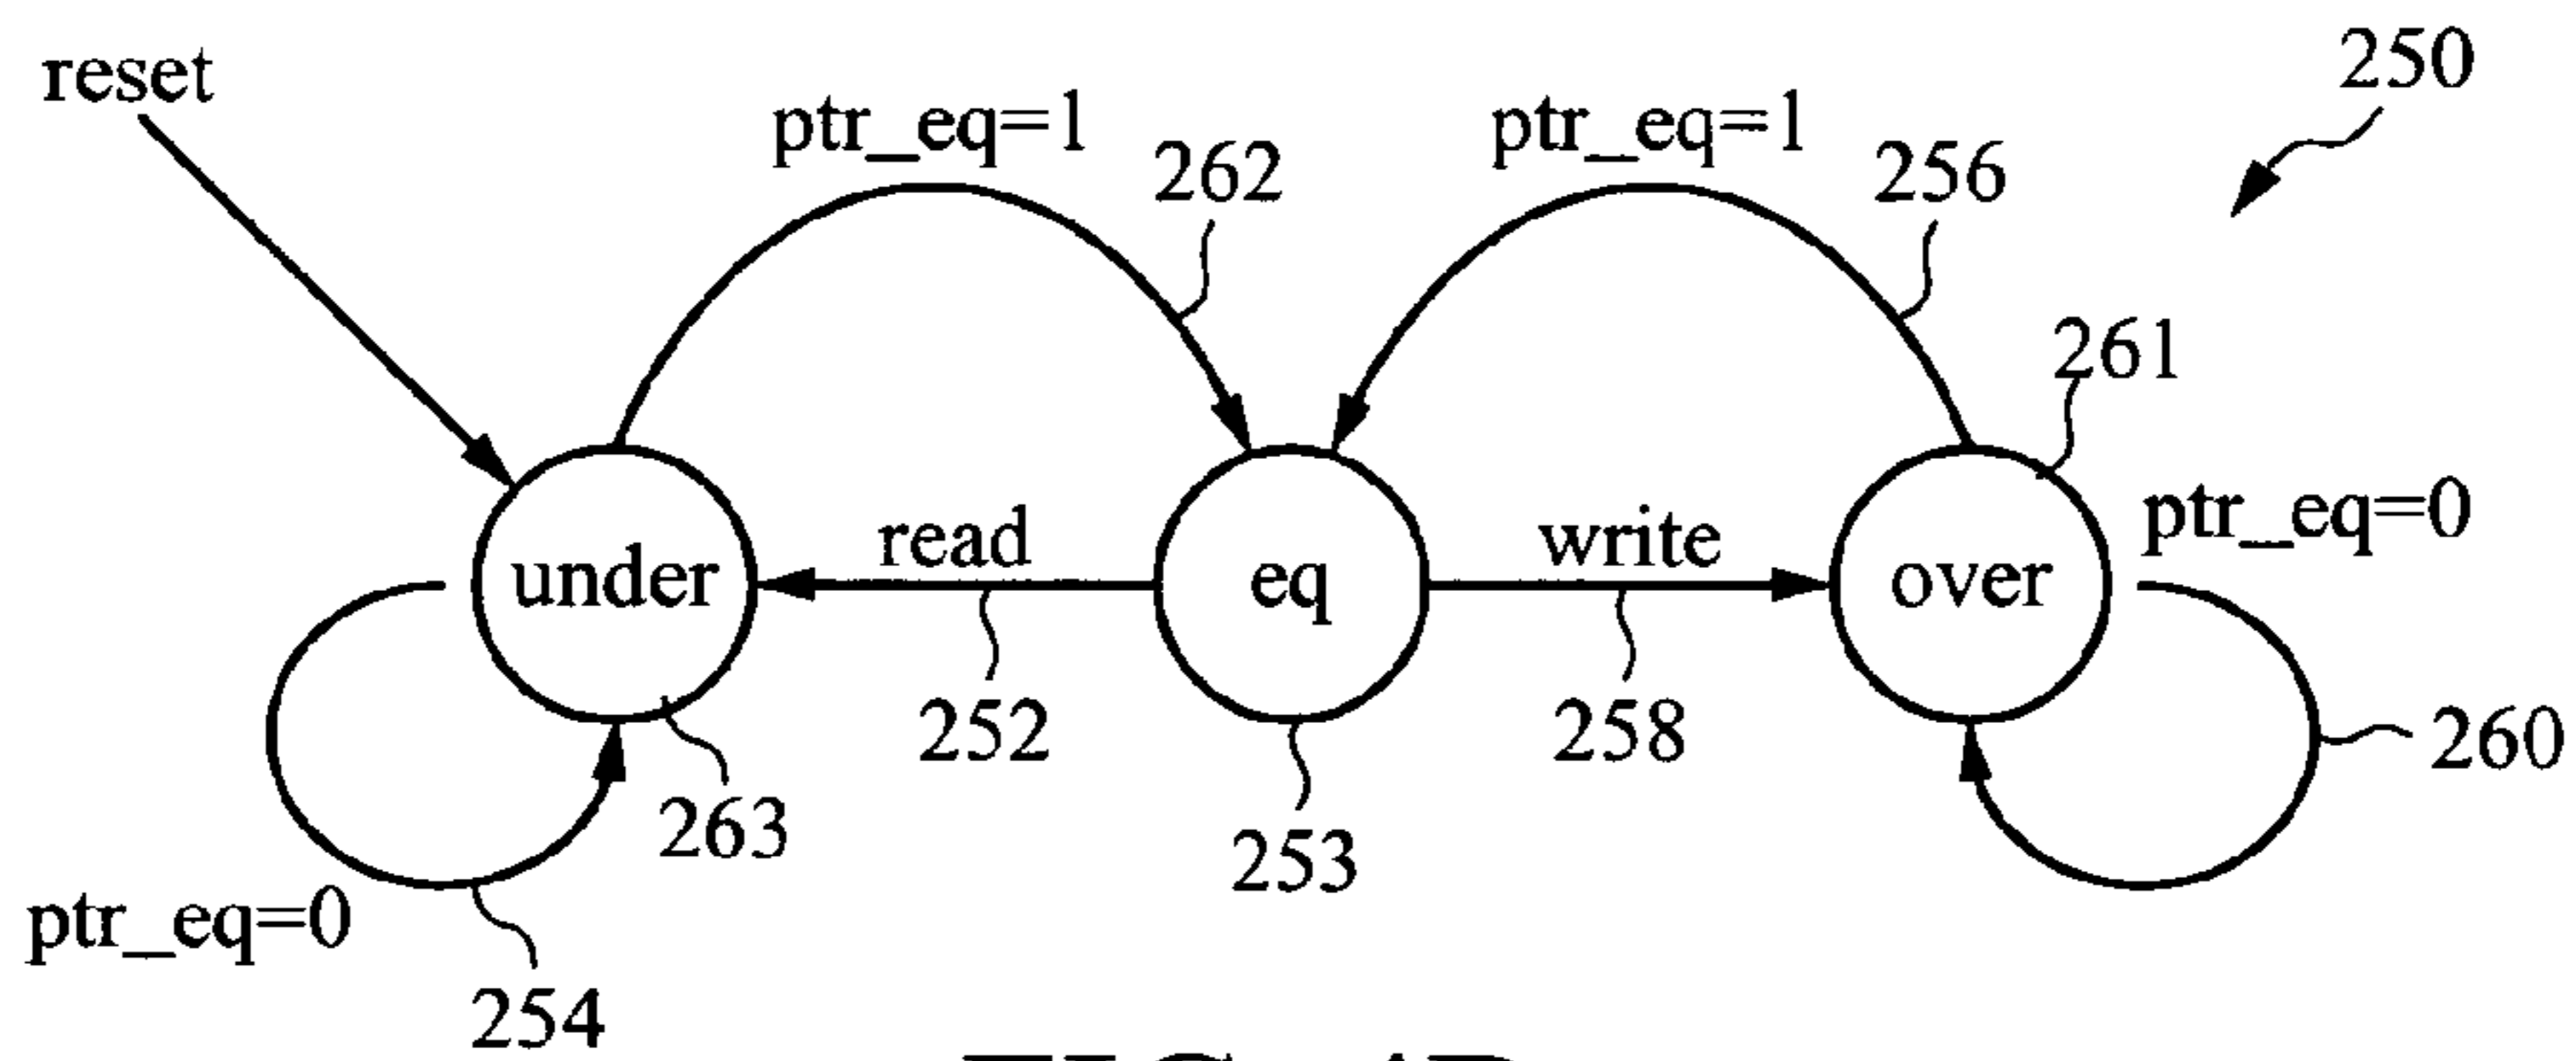 reset
250
ptr_eq=1
262
ptr_eq=1
256
261
ptr_eq=0
under
read
eq
write
over
252
258
260
263
253
ptr_eq=0
254